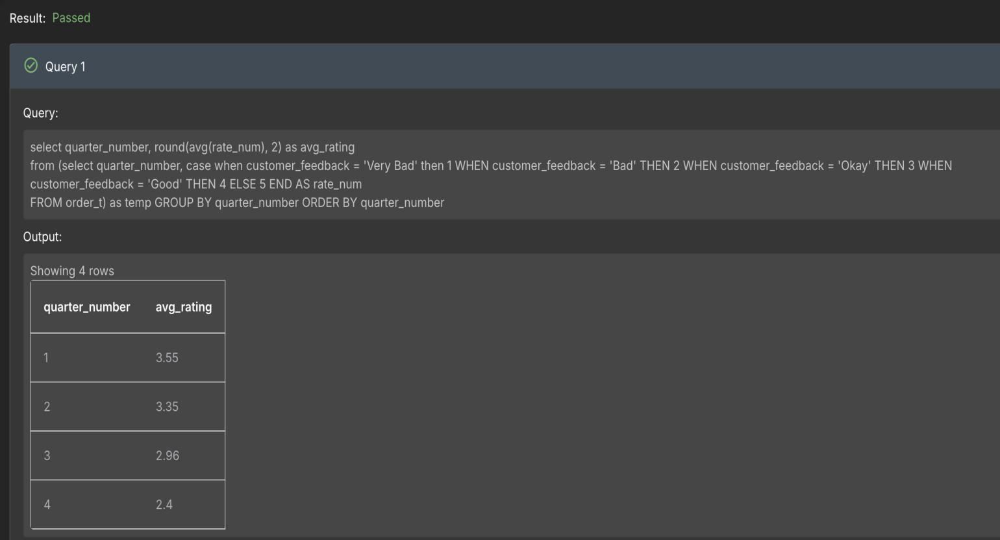 Result: Passed
Query 1
Query:
select quarter_number, round(avg(rate_num), 2) as avg_rating
from (select quarter_number, case when customer_feedback = 'Very Bad' then 1 WHEN customer_feedback = 'Bad' THEN 2 WHEN customer_feedback = 'Okay' THEN 3 WHEN
customer_feedback = 'Good' THEN 4 ELSE 5 END AS rate_num
FROM order_t) as temp GROUP BY quarter_number ORDER BY quarter_number
Output:
Showing 4 rows
quarter_number avg_rating
1 3.55
2 3.35
3 2.96
4 2.4